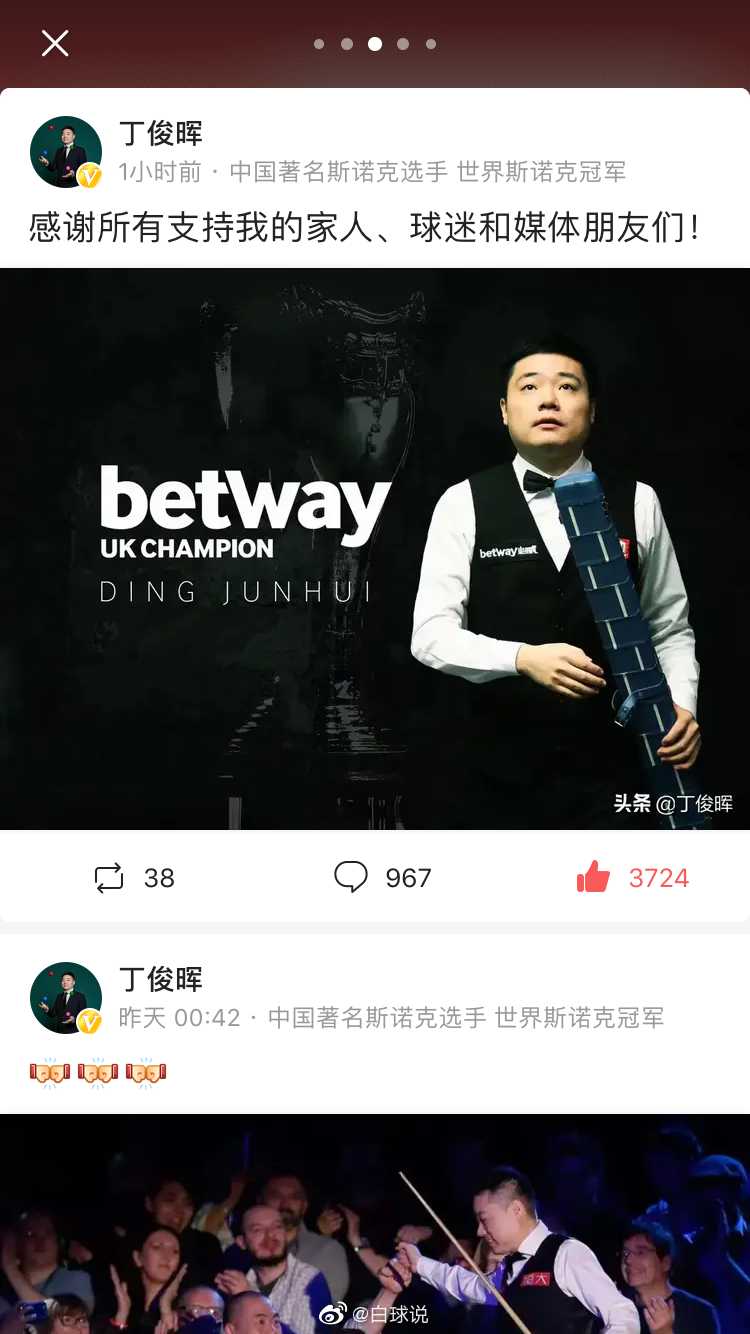 丁俊晖
1小时前 · 中国著名斯诺克选手 世界斯诺克冠军
感谢所有支持我的家人、球迷和媒体朋友们！
betway
UK CHAMPION
DING JUNHUI
betway
头条 @丁俊晖
38
967
3724
丁俊晖
昨天 00:42 · 中国著名斯诺克选手 世界斯诺克冠军
恒大
@白球说